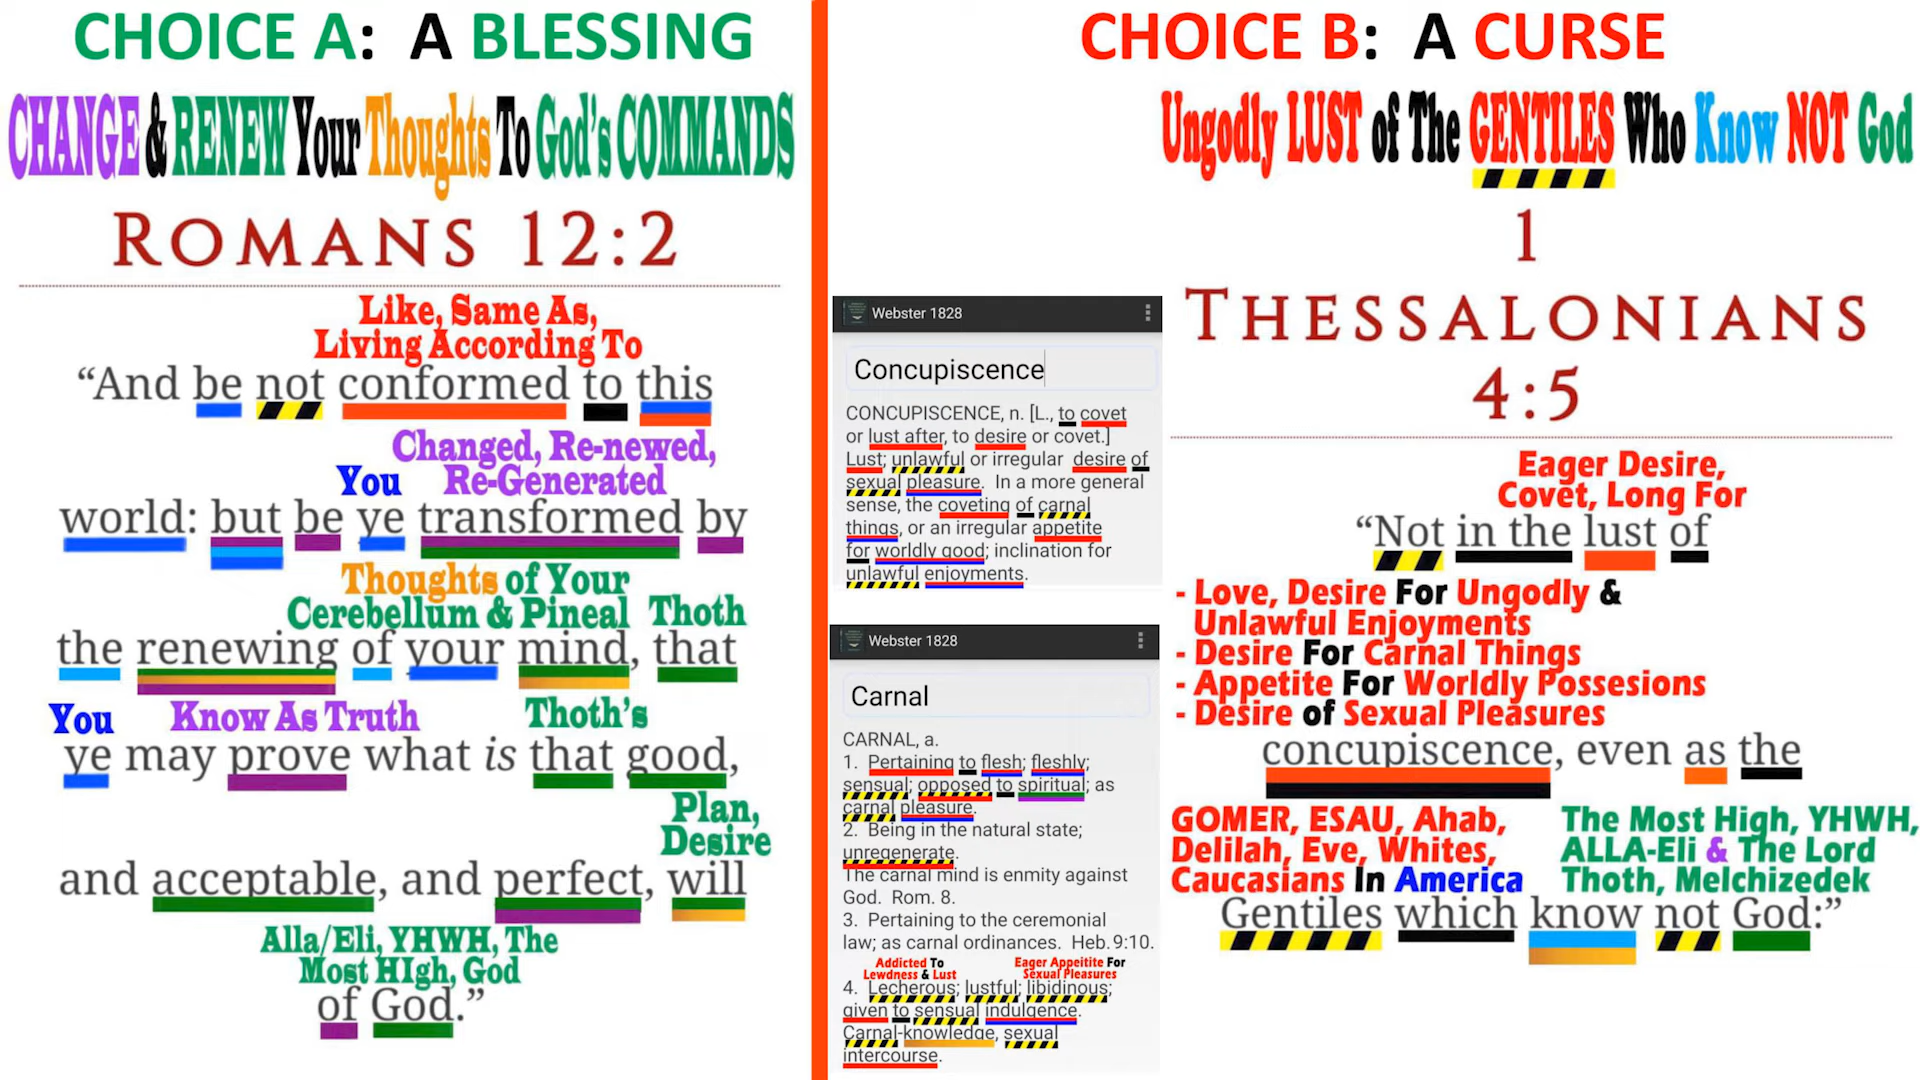 CHOICE A: A BLESSING
CHANGE & RENEW Your Thoughts To God's COMMANDS
ROMANS 12:2
Like, Same As,
Living According To
“And be not conformed to this
Changed, Re-newed,
You Re-Generated
world: but be ye transformed by
Thoughts of Your
Cerebellum & Pineal Thoth
the renewing of your mind, that
You Know As Truth Thoth's
ye may prove what is that good,
Plan,
Desire
and acceptable, and perfect, will
Alla/Eli, YHWH, The
Most HIgh, God
of God.”
CHOICE B: A CURSE
Ungodly LUST of The GENTILES Who Know NOT God
1
THESSALONIANS
4:5
Webster 1828
Concupiscence
CONCUPISCENCE, n. [L., to covet
or lust after, to desire or covet.]
Lust; unlawful or irregular desire of
sexual pleasure. In a more general
sense, the coveting of carnal
things, or an irregular appetite
for worldly good; inclination for
unlawful enjoyments.
Webster 1828
Carnal
CARNAL, a.
1. Pertaining to flesh; fleshly;
sensual; opposed to spiritual; as
carnal pleasure.
2. Being in the natural state;
unregenerate.
The carnal mind is enmity against
God. Rom. 8.
3. Pertaining to the ceremonial
law; as carnal ordinances. Heb. 9:10.
Addicted To
Lewdness & Lust
Eager Appeitite For
Sexual Pleasures
4. Lecherous; lustful; libidinous;
given to sensual indulgence.
Carnal-knowledge, sexual
intercourse.
Eager Desire,
Covet, Long For
“Not in the lust of
- Love, Desire For Ungodly &
Unlawful Enjoyments
- Desire For Carnal Things
- Appetite For Worldly Possesions
- Desire of Sexual Pleasures
concupiscence, even as the
GOMER, ESAU, Ahab,
Delilah, Eve, Whites,
Caucasians In America
The Most High, YHWH,
ALLA-Eli & The Lord
Thoth, Melchizedek
Gentiles which know not God:”